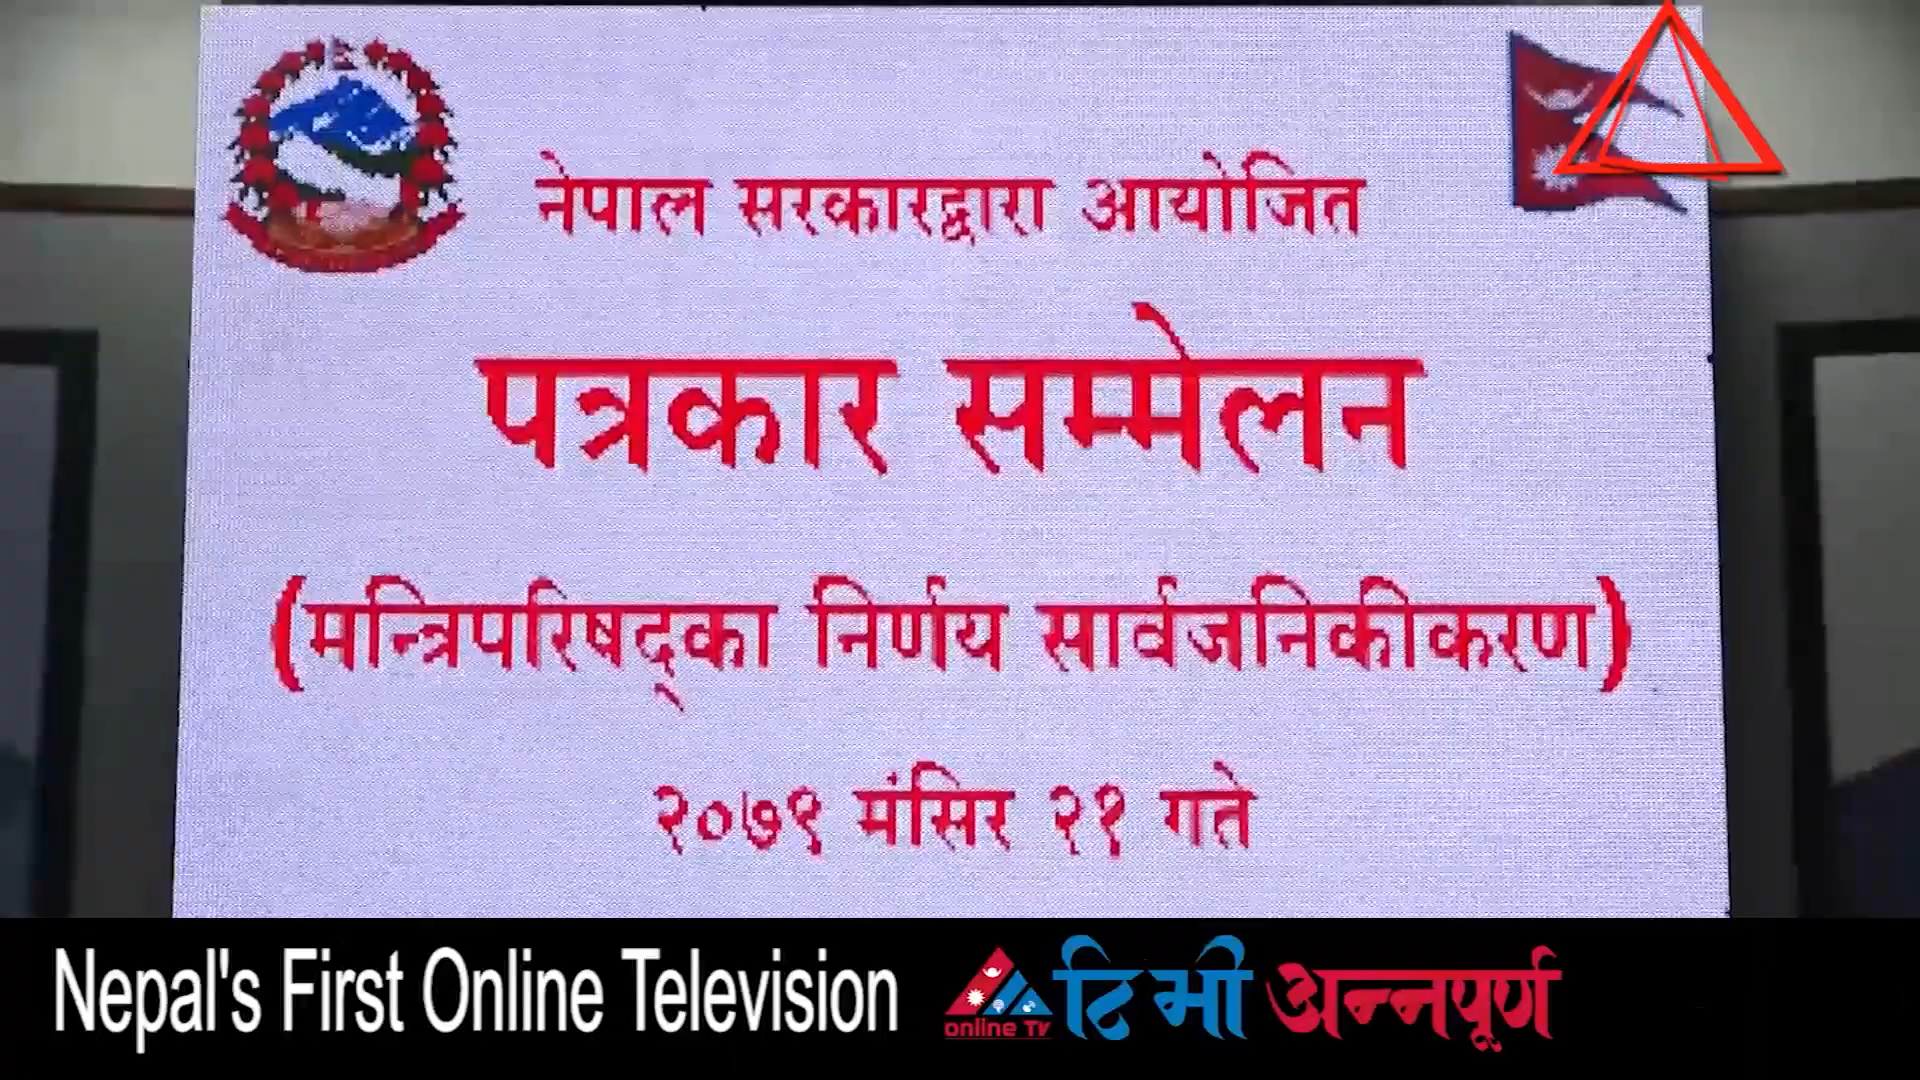 नेपाल सरकारद्वारा आयोजित
पत्रकार सम्मेलन
(मन्त्रिपरिषद्का निर्णय सार्वजनिकीकरण)
२०७९ मंसिर २१ गते
Nepal's First Online Television
online TV टिभी अन्नपूर्ण